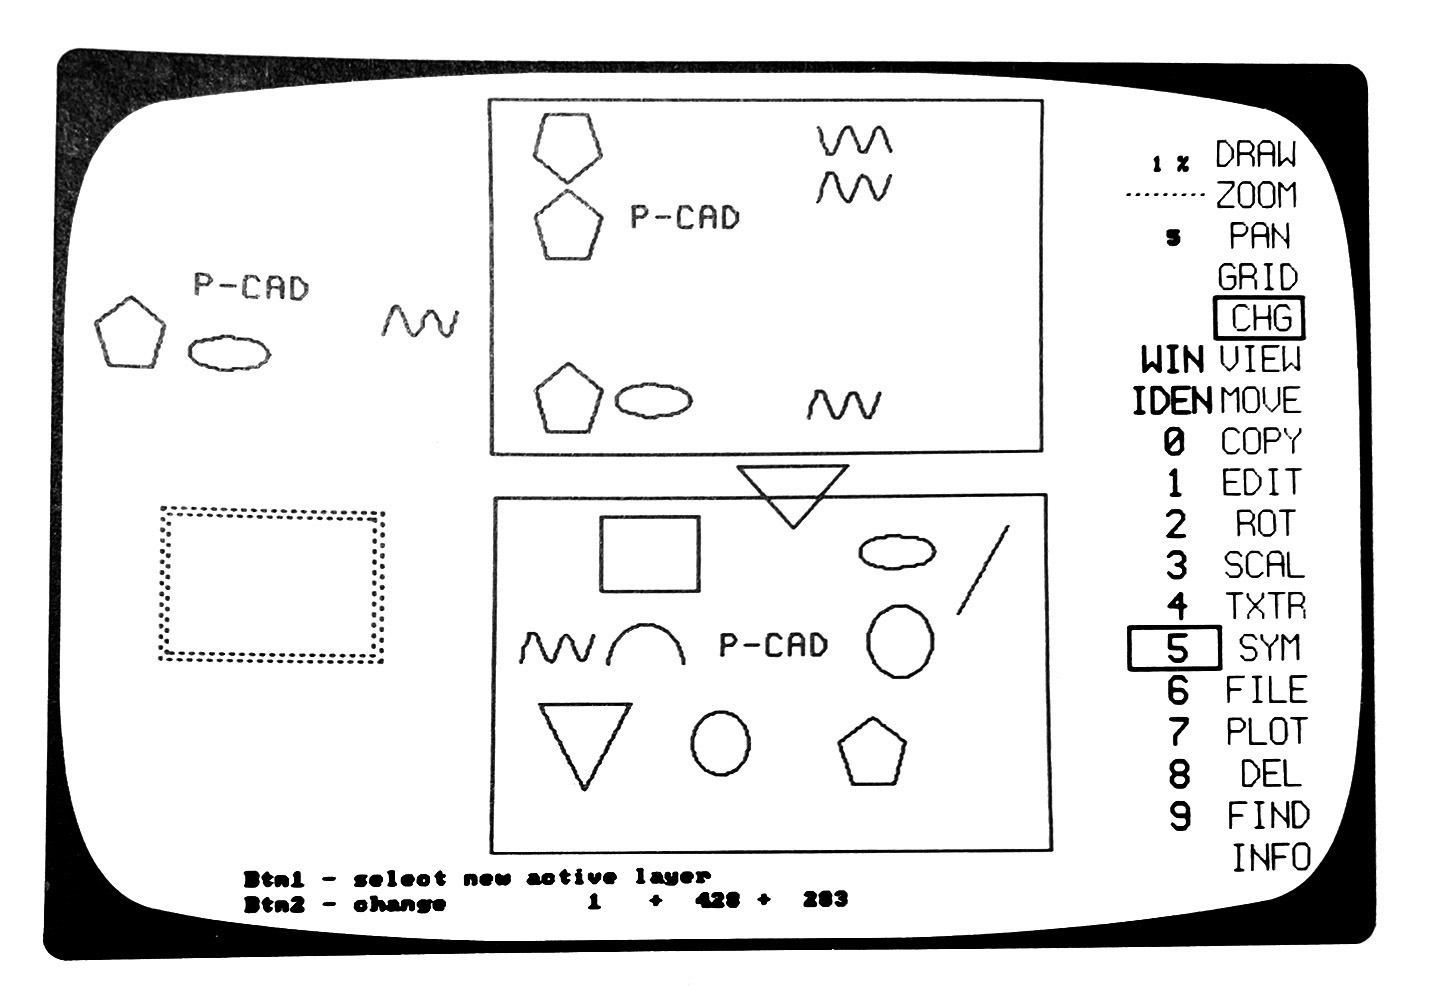 P-CAD
P-CAD
P-CAD
1 % DRAW
ZOOM
s PAN
GRID
CHG
WIN VIEW
IDEN MOVE
0 COPY
1 EDIT
2 ROT
3 SCAL
4 TXTR
5 SYM
6 FILE
7 PLOT
8 DEL
9 FIND
INFO
Btn1 - select new active layer
Btn2 - change 1 + 428 + 283